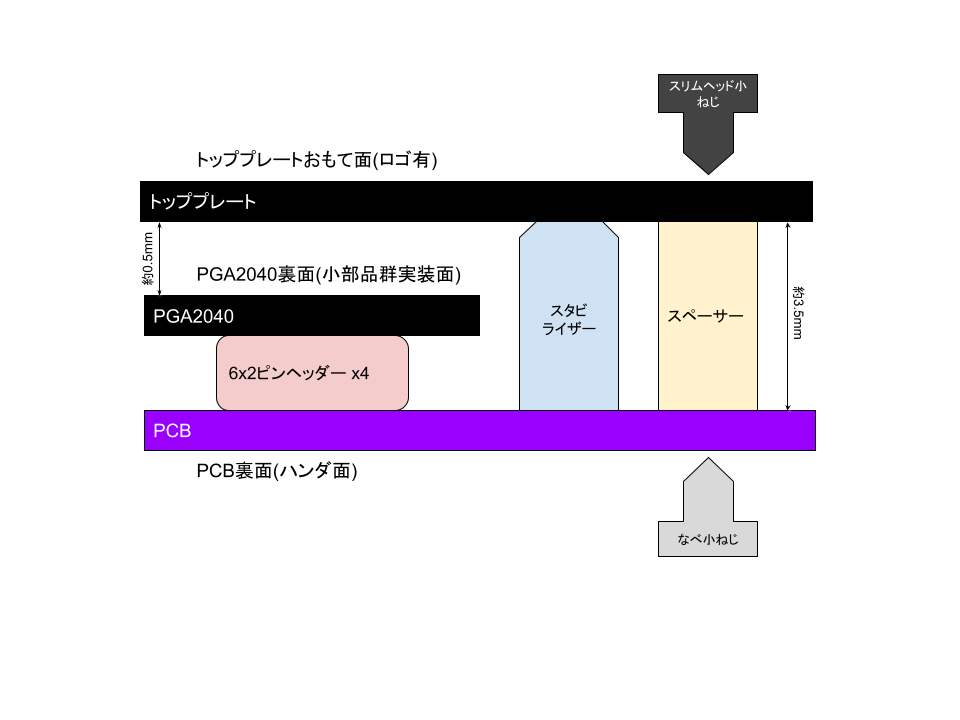 スリムヘッド小
ねじ
トッププレートおもて面(ロゴ有)
トッププレート
約0.5mm
PGA2040裏面(小部品群実装面)
PGA2040
スタビ
ライザー
スペーサー
約3.5mm
6x2ピンヘッダー x4
PCB
PCB裏面(ハンダ面)
なべ小ねじ